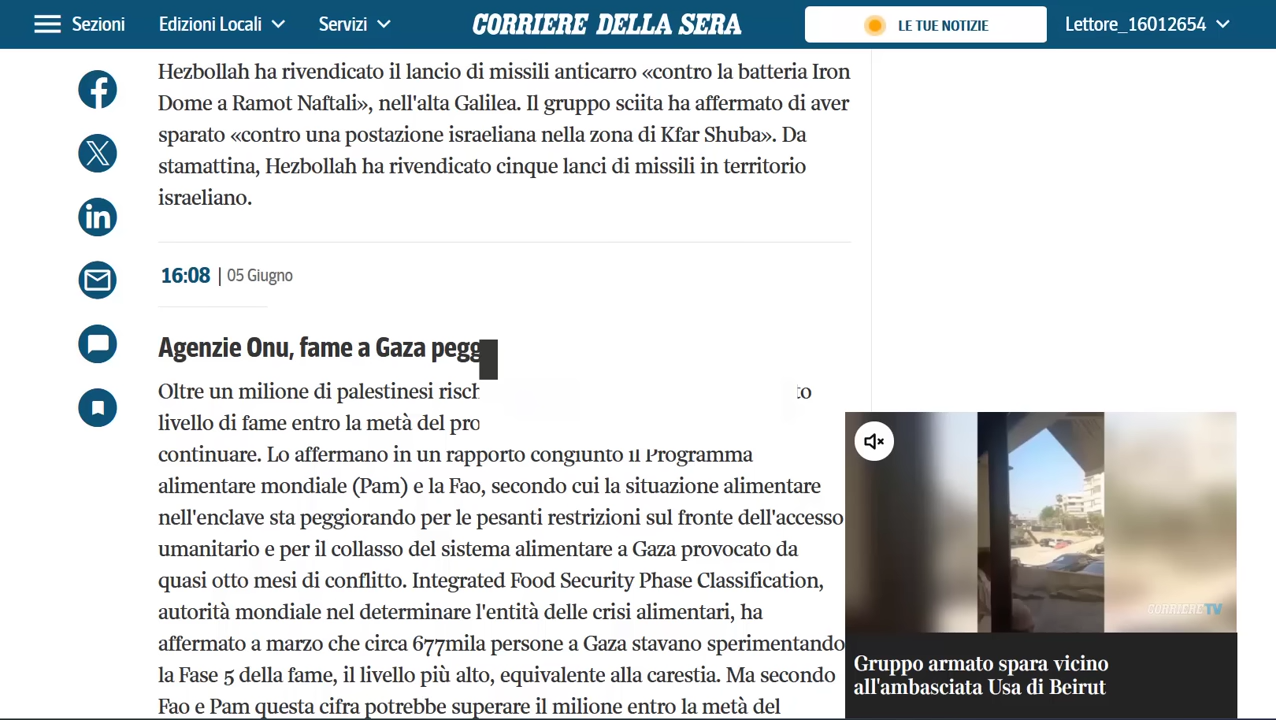 Sezioni
Edizioni Locali
Servizi
CORRIERE DELLA SERA
LE TUE NOTIZIE
Lettore_16012654
Hezbollah ha rivendicato il lancio di missili anticarro «contro la batteria Iron
Dome a Ramot Naftali», nell'alta Galilea. Il gruppo sciita ha affermato di aver
sparato «contro una postazione israeliana nella zona di Kfar Shuba». Da
stamattina, Hezbollah ha rivendicato cinque lanci di missili in territorio
israeliano.
16:08 | 05 Giugno
Agenzie Onu, fame a Gaza
Oltre un milione di palestinesi
livello di fame entro la metà del
continuare. Lo affermano in un rapporto congiunto il Programma
alimentare mondiale (Pam) e la Fao, secondo cui la situazione alimentare
nell'enclave sta peggiorando per le pesanti restrizioni sul fronte dell'accesso
umanitario e per il collasso del sistema alimentare a Gaza provocato da
quasi otto mesi di conflitto. Integrated Food Security Phase Classification,
autorità mondiale nel determinare l'entità delle crisi alimentari, ha
affermato a marzo che circa 677mila persone a Gaza stavano sperimentando
la Fase 5 della fame, il livello più alto, equivalente alla carestia. Ma secondo
Fao e Pam questa cifra potrebbe superare il milione entro la metà del
CORRIERE TV
Gruppo armato spara vicino
all'ambasciata Usa di Beirut